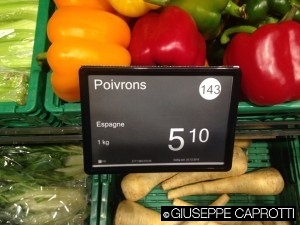 Poivrons
143
Espagne
1 kg
5 10
©GIUSEPPE CAPROTTI